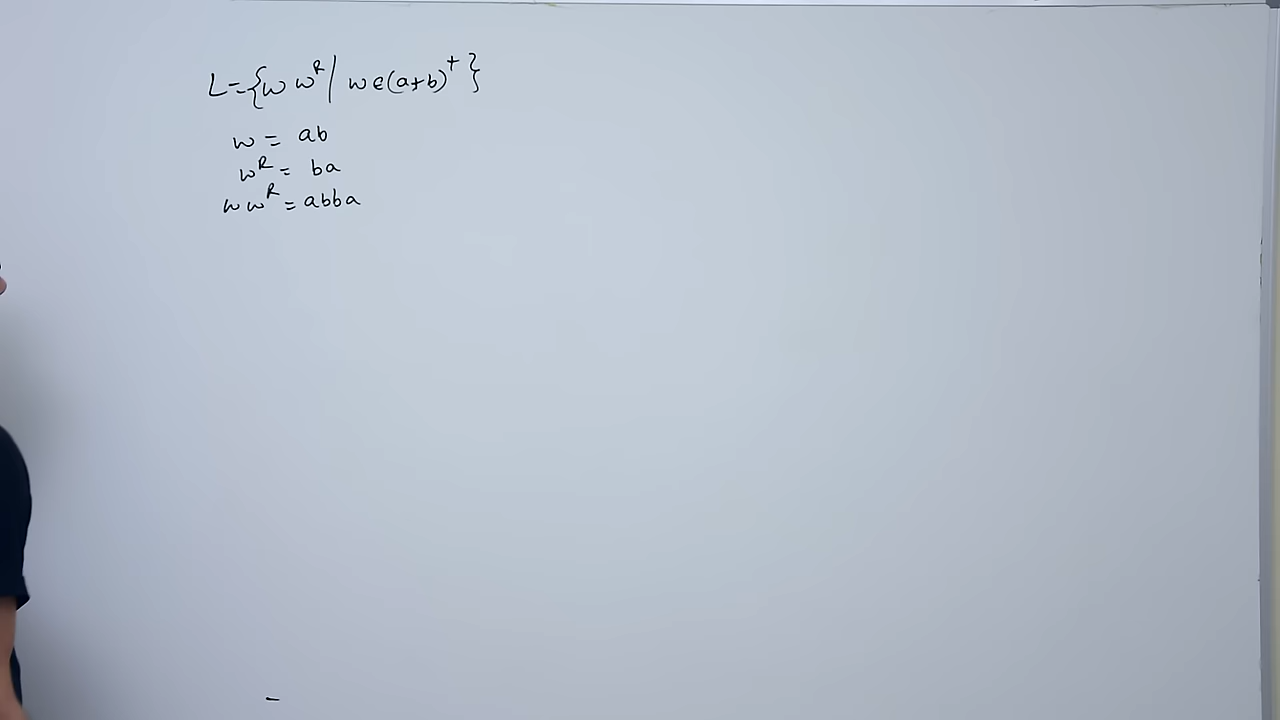 L={w w^R | w∈(a+b)^+}
w = ab
w^R = ba
w w^R = abba